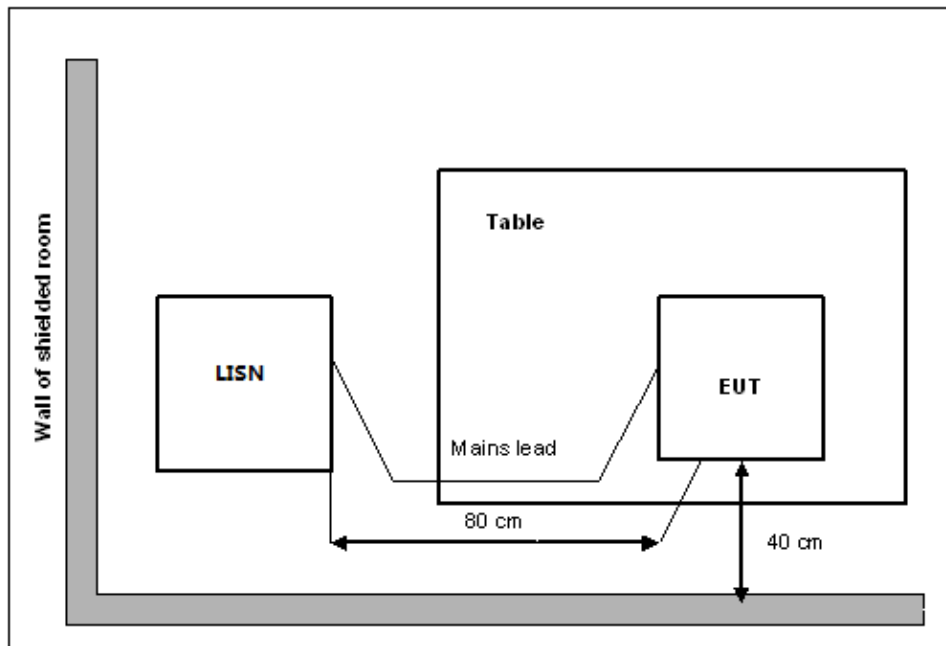 Wall of shielded room
Table
LISN
EUT
Mains lead
80 cm
40 cm